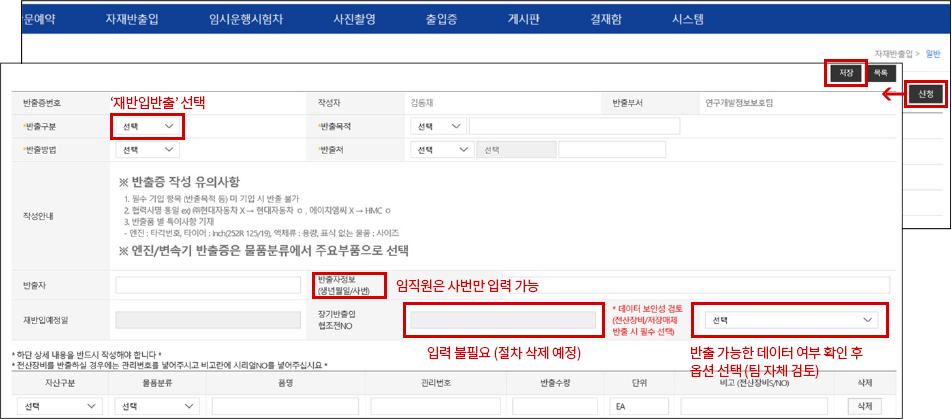 문예약 자재반출입 임시운행시험차 사진촬영 출입증 게시판 결재함 시스템
자재반출입 > 일반
저장 목록
신청
반출증번호 '재반입반출' 선택 작성자 김동재 반출부서 연구개발정보보호팀
*반출구분 선택 *반출목적 선택
*반출방법 선택 *반출처 선택 선택
작성안내
※ 반출증 작성 유의사항
1. 필수 기입 항목 (반출목적 등) 미 기입 시 반출 불가
2. 협력사명 통일 ex) ㈜현대자동차 X → 현대자동차 ㅇ, 에이치엠씨 X → HMC ㅇ
3. 반출품 별 특이사항 기재
- 엔진 : 타각번호, 타이어 : Inch(252R 125/19), 액체류 : 용량, 표식 없는 물품 : 사이즈
※ 엔진/변속기 반출증은 물품분류에서 주요부품으로 선택
반출자 반출자정보
(생년월일/사번) 임직원은 사번만 입력 가능
재반입예정일 장기반출입
협조전NO
* 데이터 보안성 검토
(전산장비/저장매체
반출 시 필수 선택)
선택
입력 불필요 (절차 삭제 예정)
반출 가능한 데이터 여부 확인 후
옵션 선택 (팀 자체 검토)
* 하단 상세 내용을 반드시 작성해야 합니다 *
* 전산장비를 반출하실 경우에는 관리번호를 넣어주시고 비고란에 시리얼NO를 넣어주십시요 *
자산구분 물품분류 품명 관리번호 반출수량 단위 비고 (전산장비S/NO) 삭제
선택 선택 EA 삭제